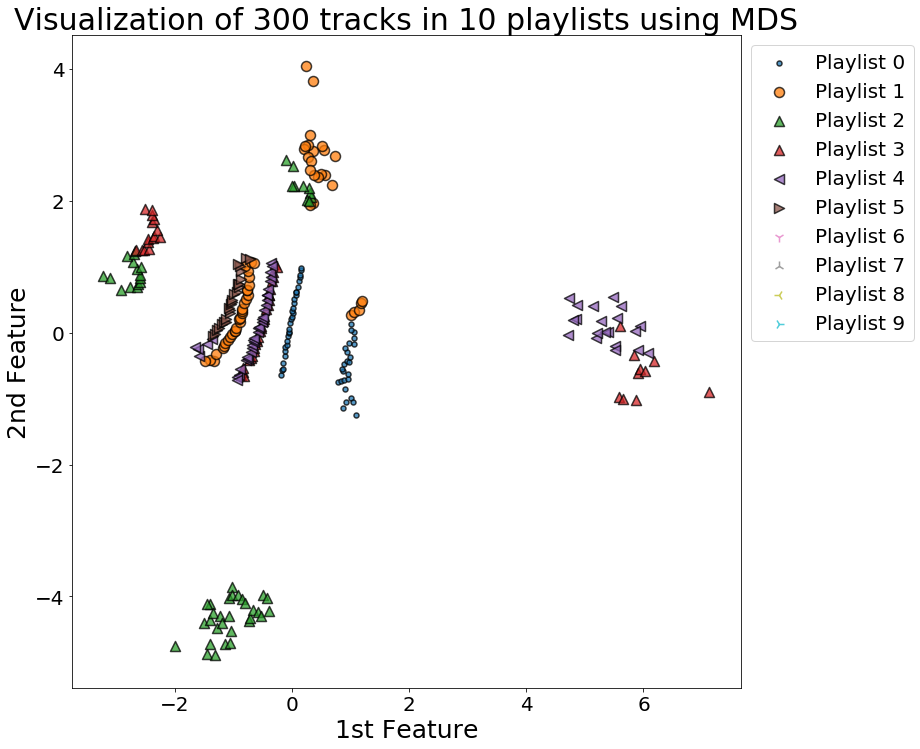 Visualization of 300 tracks in 10 playlists using MDS
4
2
0
−2
−4
2nd Feature
−2
0
2
4
6
1st Feature
Playlist 0
Playlist 1
Playlist 2
Playlist 3
Playlist 4
Playlist 5
Playlist 6
Playlist 7
Playlist 8
Playlist 9